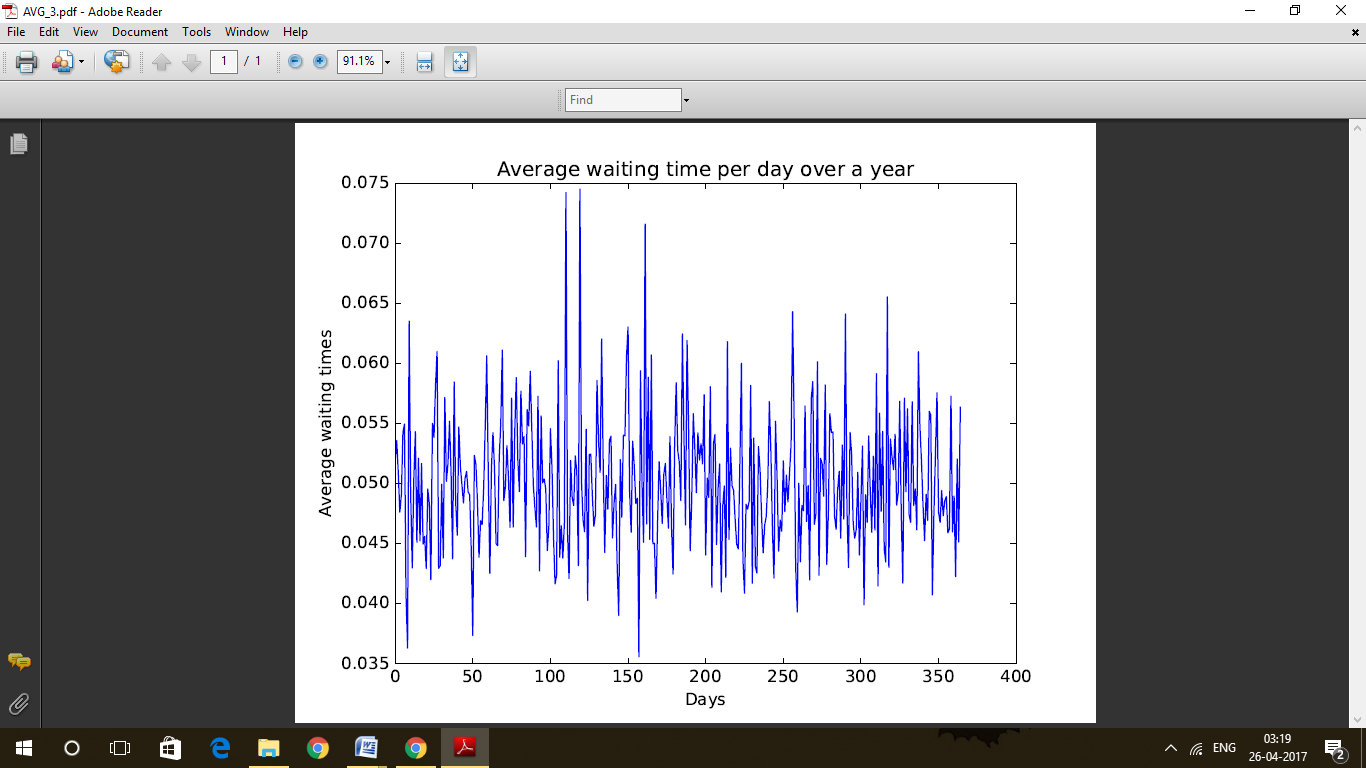 AVG_3.pdf - Adobe Reader
File Edit View Document Tools Window Help
1 / 1 91.1%
Find
Average waiting time per day over a year
0.075
0.070
0.065
0.060
0.055
0.050
0.045
0.040
0.035
Average waiting times
0 50 100 150 200 250 300 350 400
Days
03:19
ENG
26-04-2017
2